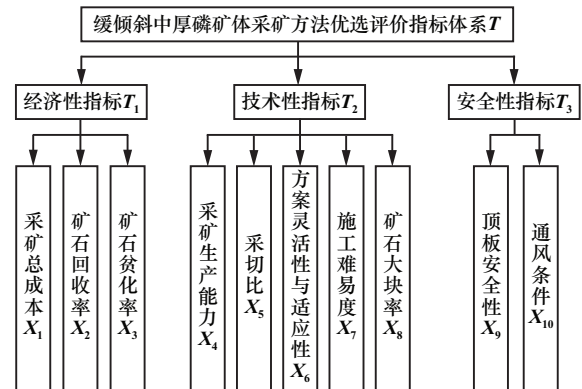 缓倾斜中厚磷矿体采矿方法优选评价指标体系T
经济性指标T1
技术性指标T2
安全性指标T3
采矿总成本X1
矿石回收率X2
矿石贫化率X3
采矿生产能力X4
采切比X5
方案灵活性与适应性X6
施工难易度X7
矿石大块率X8
顶板安全性X9
通风条件X10